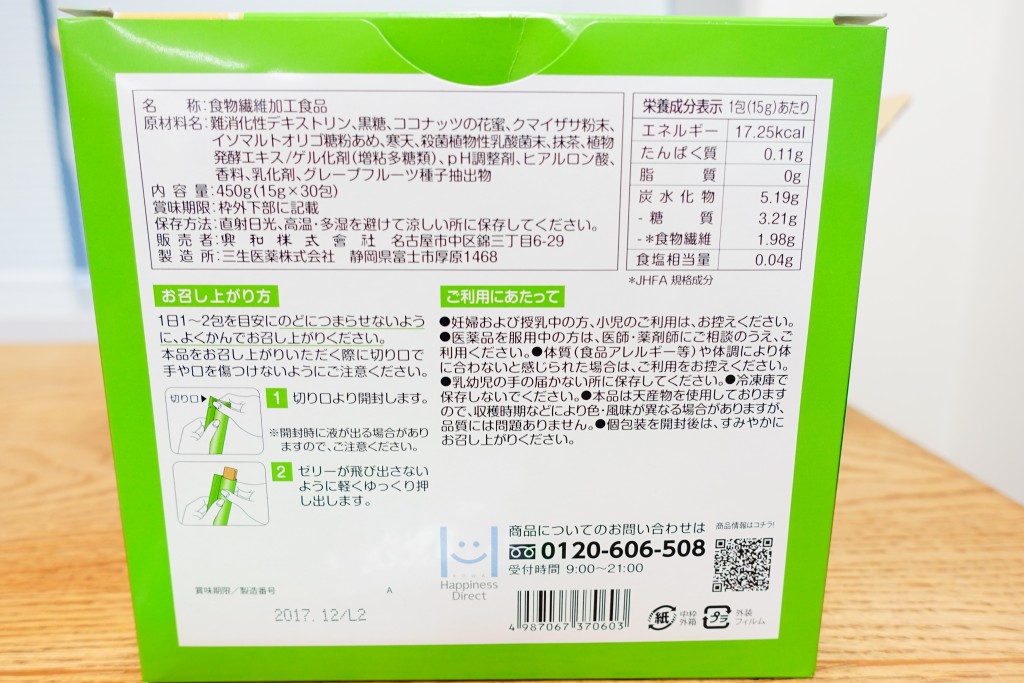 名　　称:食物繊維加工食品
原材料名:難消化性デキストリン、黒糖、ココナッツの花蜜、クマイザサ粉末、
イソマルトオリゴ糖粉あめ、寒天、殺菌植物性乳酸菌末、抹茶、植物
発酵エキス/ゲル化剤(増粘多糖類)、pH調整剤、ヒアルロン酸、
香料、乳化剤、グレープフルーツ種子抽出物
内 容 量:450g(15g×30包)
賞味期限:枠外下部に記載
保存方法:直射日光、高温・多湿を避けて涼しい所に保存してください。
販 売 者:興 和 株 式 會 社　名古屋市中区錦三丁目6-29
製 造 所:三生医薬株式会社　静岡県富士市厚原1468
栄養成分表示 1包(15g)あたり
エネルギー 17.25kcal
たんぱく質 0.11g
脂　　質 0g
炭水化物 5.19g
-糖　　質 3.21g
-*食物繊維 1.98g
食塩相当量 0.04g
*JHFA規格成分
お召し上がり方
1日1〜2包を目安にのどにつまらせないよう
に、よくかんでお召し上がりください。
本品をお召し上がりいただく際に切り口で
手や口を傷つけないようにご注意ください。
切り口▶
1 切り口より開封します。
※開封時に液が出る場合があり
ますので、ご注意ください。
2 ゼリーが飛び出さない
ように軽くゆっくり押
し出します。
ご利用にあたって
●妊婦および授乳中の方、小児のご利用は、お控えください。
●医薬品を服用中の方は、医師・薬剤師にご相談のうえ、ご
利用ください。●体質(食品アレルギー等)や体調により体
に合わないと感じられた場合は、ご利用をお控えください。
●乳幼児の手の届かない所に保存してください。●冷凍庫で
保存しないでください。●本品は天産物を使用しております
ので、収穫時期などにより色・風味が異なる場合がありますが、
品質には問題ありません。●個包装を開封後は、すみやかに
お召し上がりください。
Happiness
Direct
商品についてのお問い合わせは
0120-606-508
受付時間 9:00〜21:00
商品情報はコチラ!
賞味期限/製造番号
A
2017. 12/L2
4 987067 370603
紙 中枠
外箱
プラ 外装
フィルム